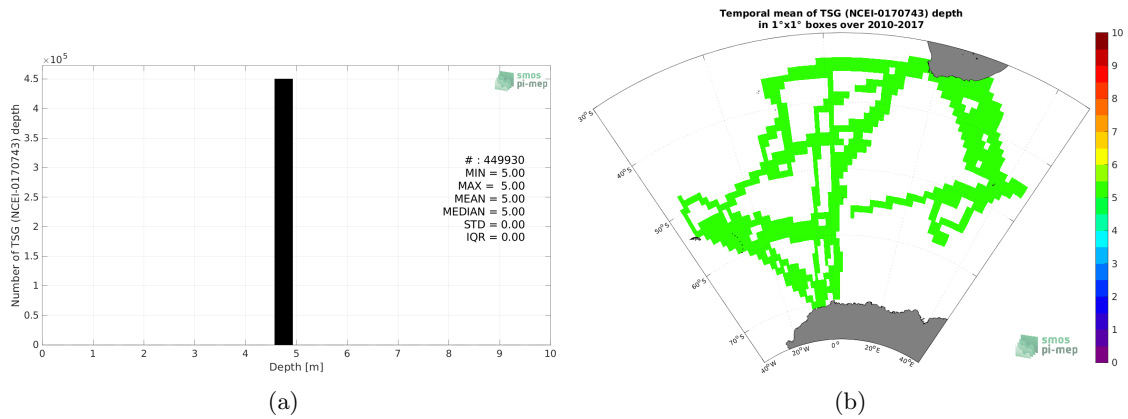 ×10⁵
4.5
4
3.5
3
2.5
2
1.5
1
0.5
0
Number of TSG (NCEI-0170743) depth
smos
pi-mep
# : 449930
MIN = 5.00
MAX = 5.00
MEAN = 5.00
MEDIAN = 5.00
STD = 0.00
IQR = 0.00
0 1 2 3 4 5 6 7 8 9 10
Depth [m]
(a)
Temporal mean of TSG (NCEI-0170743) depth
in 1°x1° boxes over 2010-2017
30°S
40°S
50°S
60°S
70°S
40°W
20°W
0°
20°E
40°E
smos
pi-mep
10
9
8
7
6
5
4
3
2
1
0
(b)